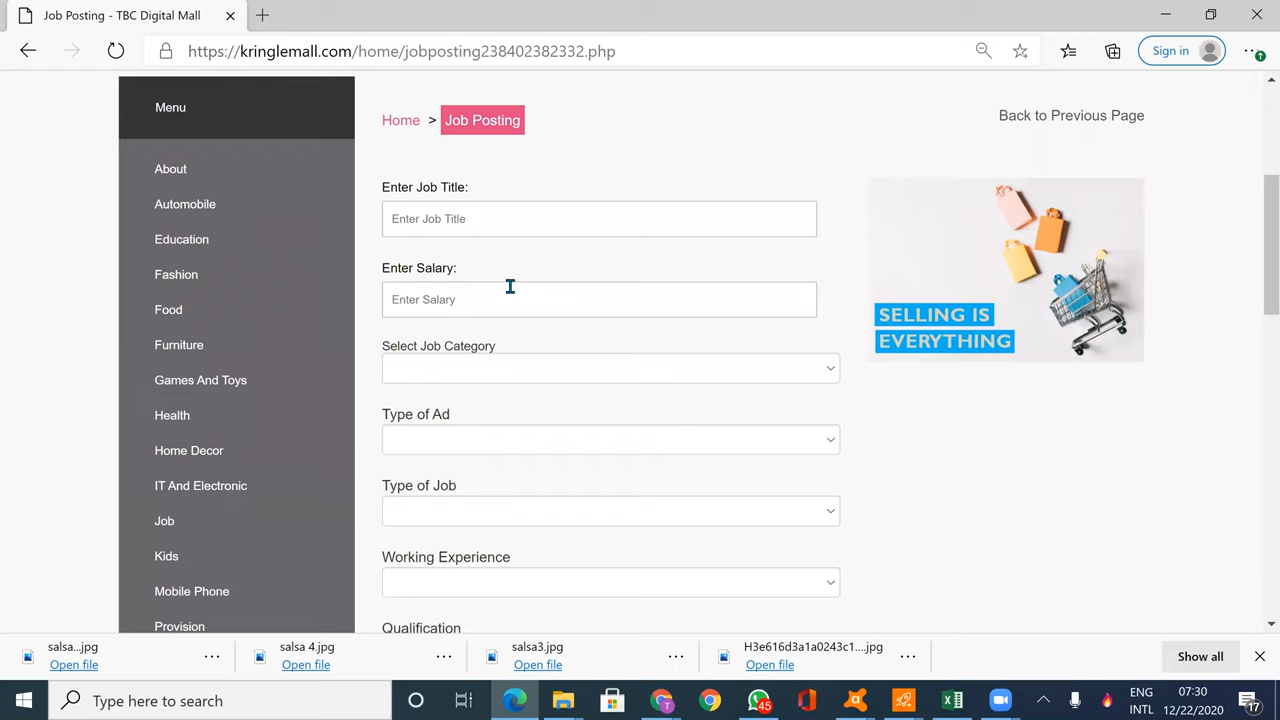 Job Posting - TBC Digital Mall
https://kringlemall.com/home/jobposting238402382332.php
Sign in
Menu
About
Automobile
Education
Fashion
Food
Furniture
Games And Toys
Health
Home Decor
IT And Electronic
Job
Kids
Mobile Phone
Provision
Home > Job Posting
Back to Previous Page
Enter Job Title:
Enter Job Title
Enter Salary:
Enter Salary
Select Job Category
Type of Ad
Type of Job
Working Experience
Qualification
SELLING IS
EVERYTHING
salsa...jpg
Open file
salsa 4.jpg
Open file
salsa3.jpg
Open file
H3e616d3a1a0243c1....jpg
Open file
Show all
Type here to search
45
ENG
INTL
07:30
12/22/2020
17